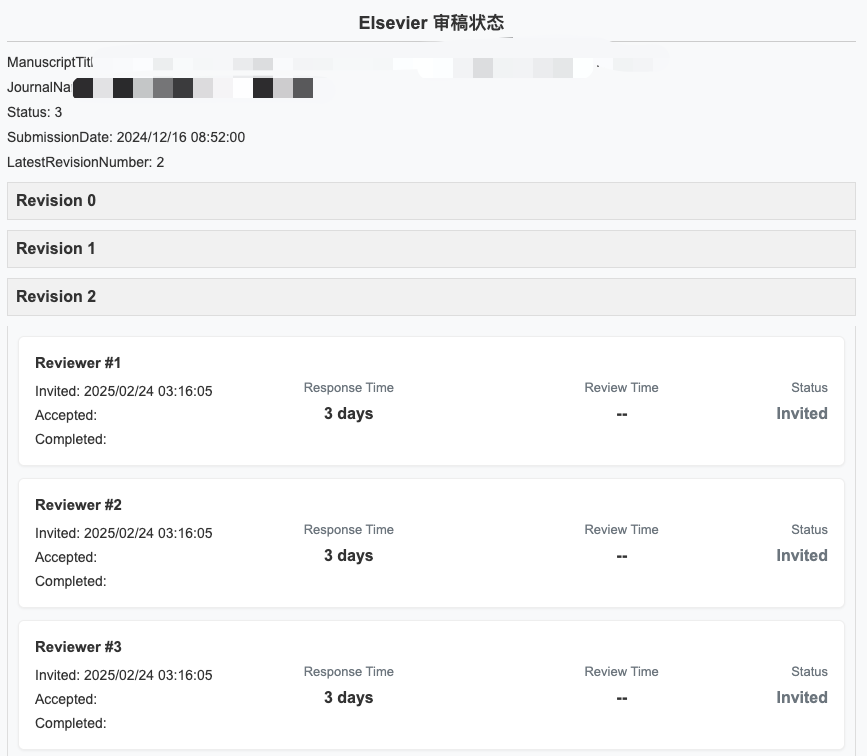 Elsevier 审稿状态
ManuscriptTitl
JournalNa
Status: 3
SubmissionDate: 2024/12/16 08:52:00
LatestRevisionNumber: 2
Revision 0
Revision 1
Revision 2
Reviewer #1
Invited: 2025/02/24 03:16:05
Accepted:
Completed:
Response Time
3 days
Review Time
--
Status
Invited
Reviewer #2
Invited: 2025/02/24 03:16:05
Accepted:
Completed:
Response Time
3 days
Review Time
--
Status
Invited
Reviewer #3
Invited: 2025/02/24 03:16:05
Accepted:
Completed:
Response Time
3 days
Review Time
--
Status
Invited